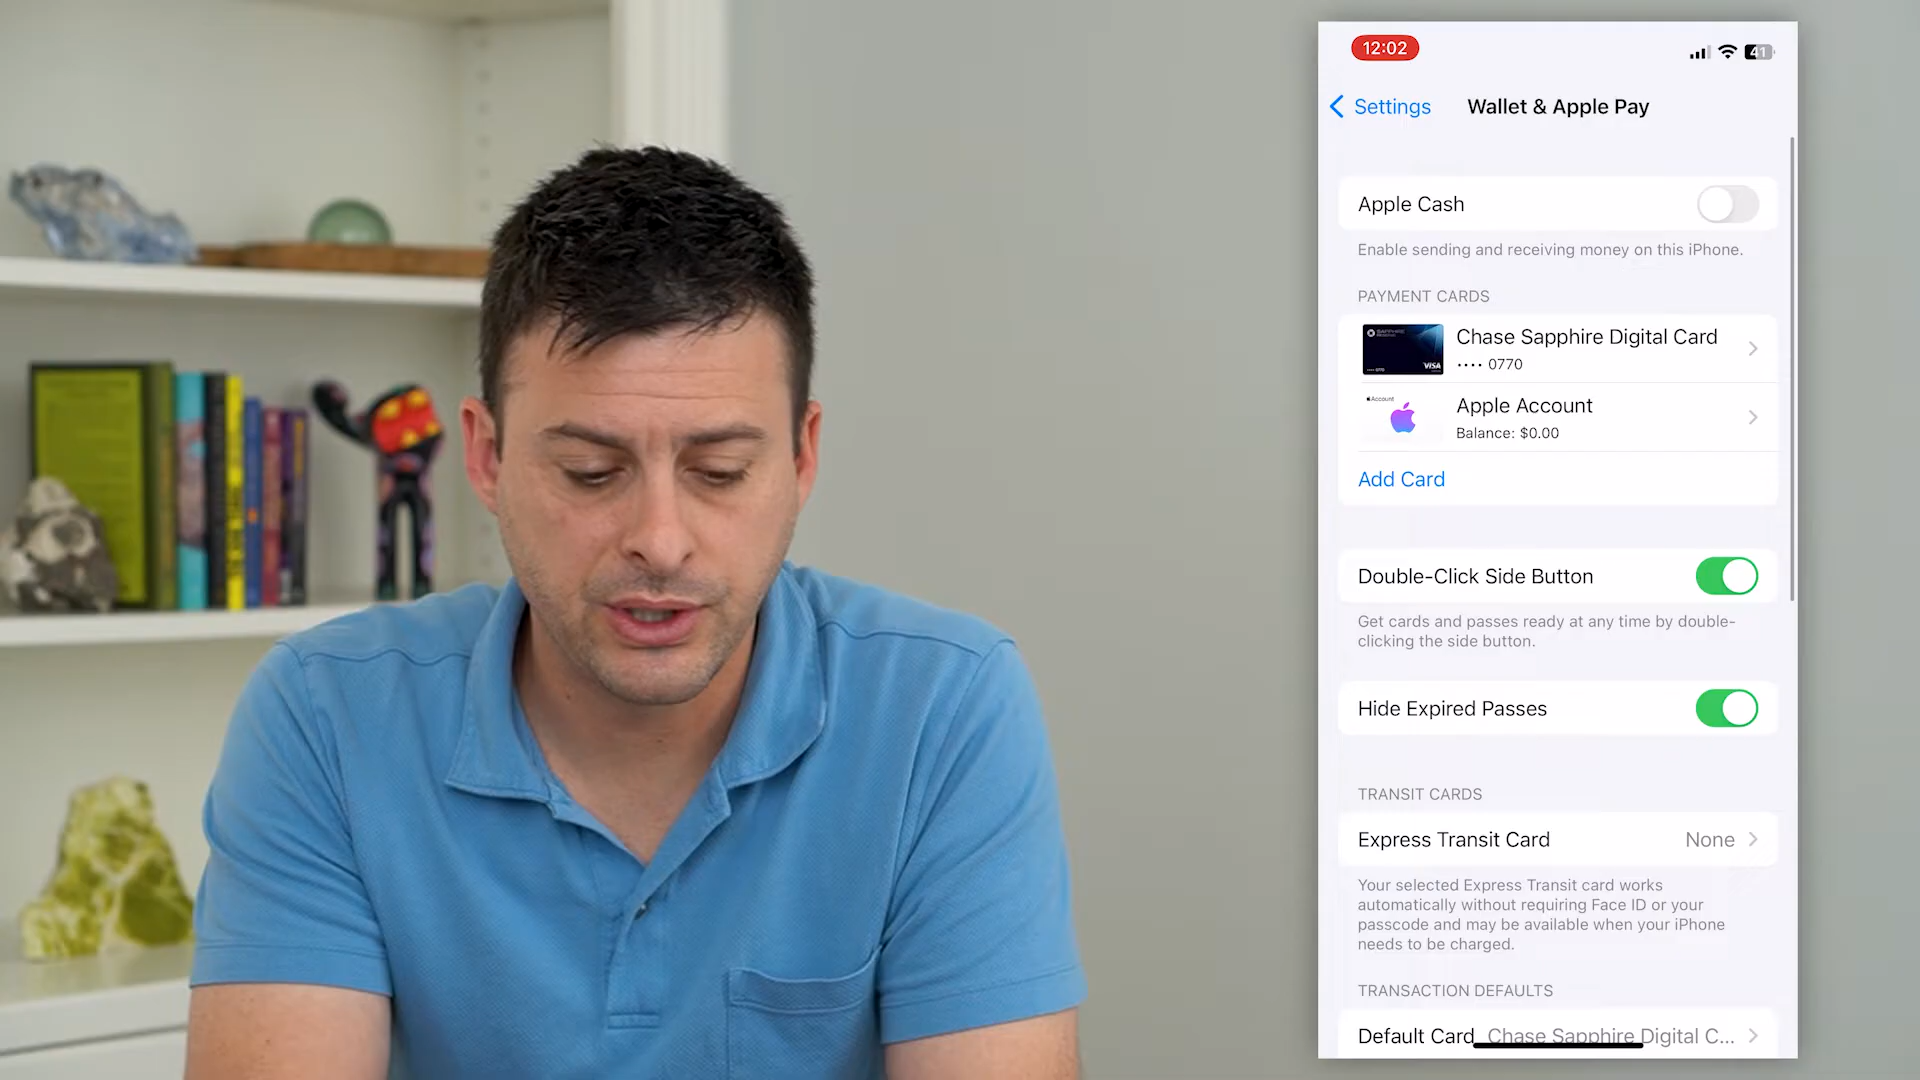 12:02
41
Settings
Wallet & Apple Pay
Apple Cash
Enable sending and receiving money on this iPhone.
PAYMENT CARDS
SAPPHIRE
VISA
Chase Sapphire Digital Card
•••• 0770
Account
Apple Account
Balance: $0.00
Add Card
Double-Click Side Button
Get cards and passes ready at any time by double-
clicking the side button.
Hide Expired Passes
TRANSIT CARDS
Express Transit Card
None
Your selected Express Transit card works
automatically without requiring Face ID or your
passcode and may be available when your iPhone
needs to be charged.
TRANSACTION DEFAULTS
Default Card
Chase Sapphire Digital C...